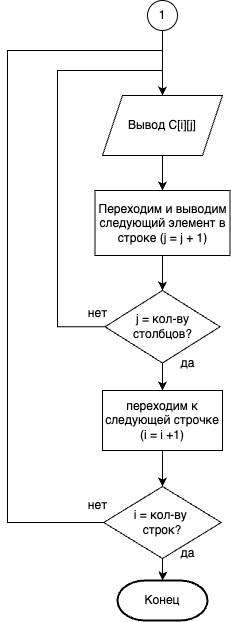 1
Вывод C[i][j]
Переходим и выводим
следующий элемент в
строке (j = j + 1)
нет
j = кол-ву
столбцов?
да
переходим к
следующей строчке
(i = i +1)
нет
i = кол-ву
строк?
да
Конец